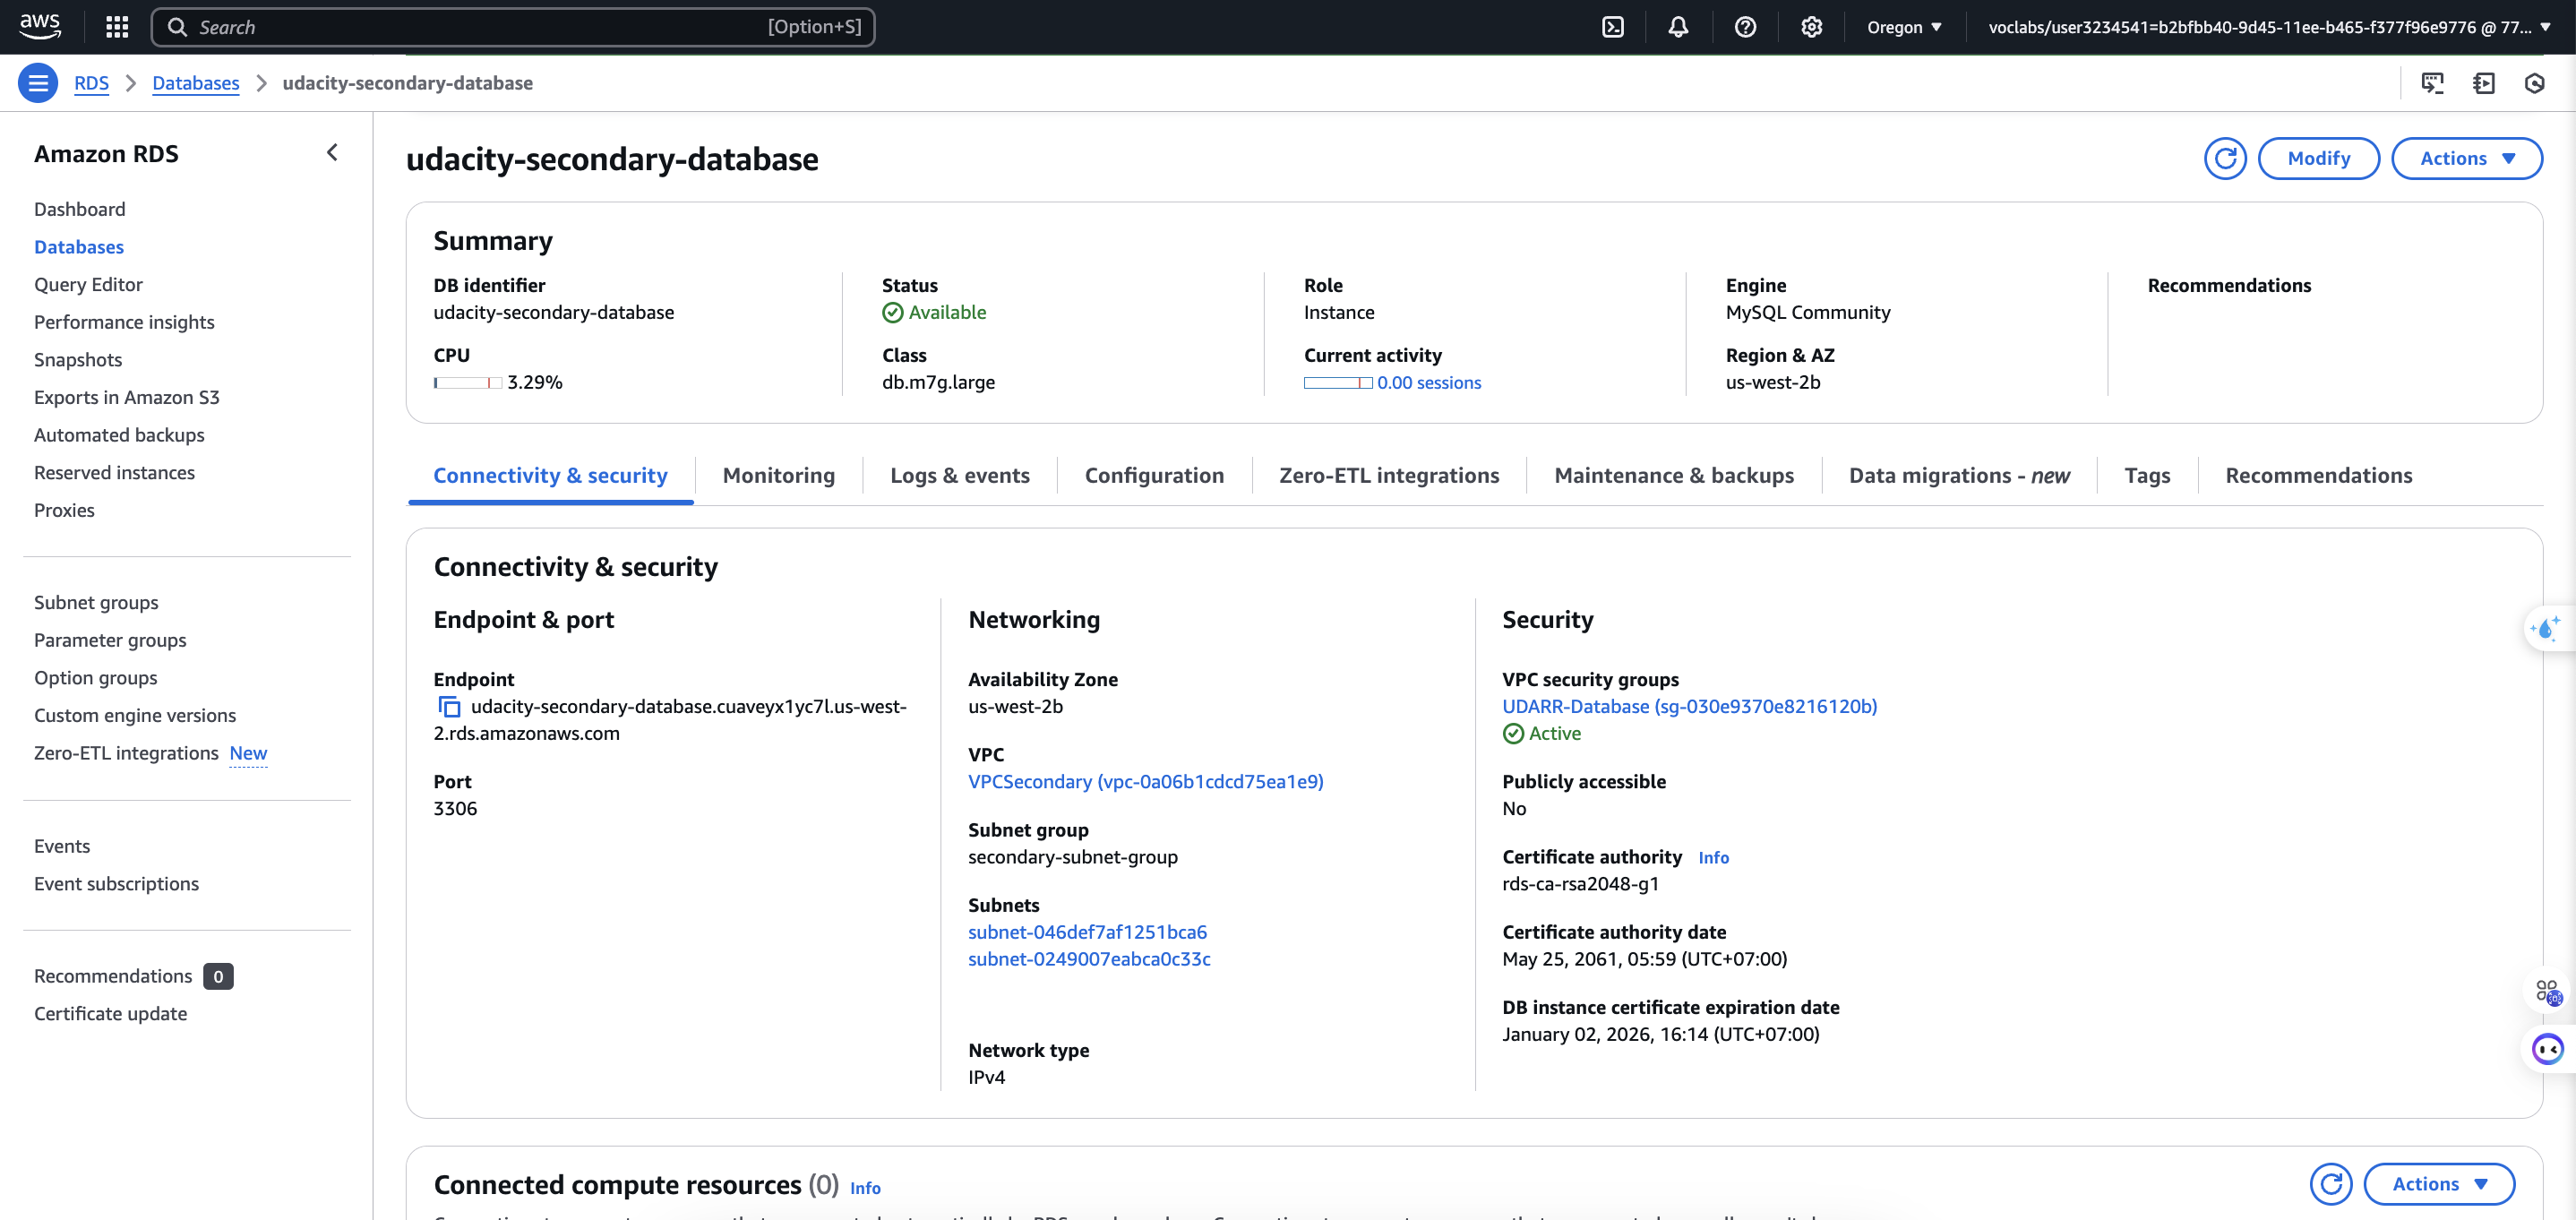 aws
Search
[Option+S]
Oregon
voclabs/user3234541=b2bfbb40-9d45-11ee-b465-f377f96e9776 @ 77...
RDS
Databases
udacity-secondary-database
Amazon RDS
Dashboard
Databases
Query Editor
Performance insights
Snapshots
Exports in Amazon S3
Automated backups
Reserved instances
Proxies
Subnet groups
Parameter groups
Option groups
Custom engine versions
Zero-ETL integrations New
Events
Event subscriptions
Recommendations 0
Certificate update
udacity-secondary-database
Modify
Actions
Summary
DB identifier
udacity-secondary-database
CPU
3.29%
Status
Available
Class
db.m7g.large
Role
Instance
Current activity
0.00 sessions
Engine
MySQL Community
Region & AZ
us-west-2b
Recommendations
Connectivity & security
Monitoring
Logs & events
Configuration
Zero-ETL integrations
Maintenance & backups
Data migrations - new
Tags
Recommendations
Connectivity & security
Endpoint & port
Endpoint
udacity-secondary-database.cuaveyx1yc7l.us-west-
2.rds.amazonaws.com
Port
3306
Networking
Availability Zone
us-west-2b
VPC
VPCSecondary (vpc-0a06b1cdcd75ea1e9)
Subnet group
secondary-subnet-group
Subnets
subnet-046def7af1251bca6
subnet-0249007eabca0c33c
Network type
IPv4
Security
VPC security groups
UDARR-Database (sg-030e9370e8216120b)
Active
Publicly accessible
No
Certificate authority Info
rds-ca-rsa2048-g1
Certificate authority date
May 25, 2061, 05:59 (UTC+07:00)
DB instance certificate expiration date
January 02, 2026, 16:14 (UTC+07:00)
Connected compute resources (0) Info
Actions